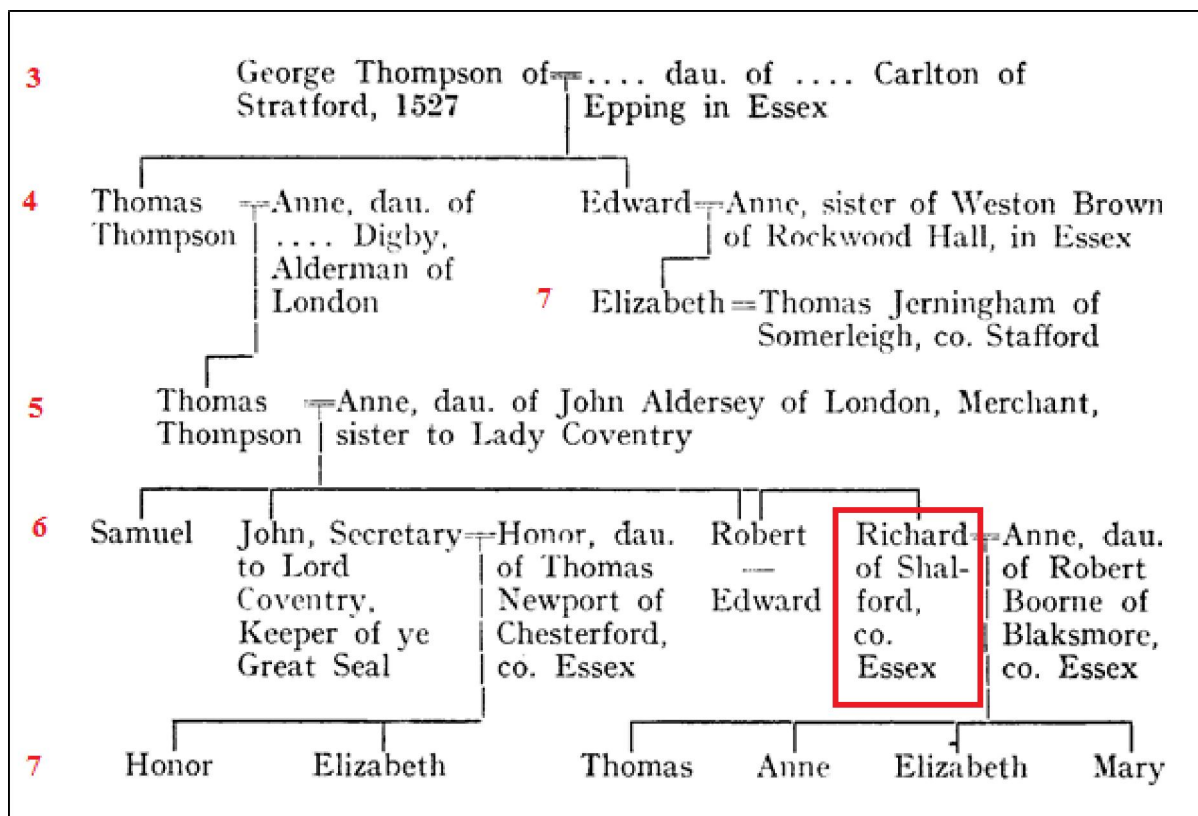 3
George Thompson of .... dau. of .... Carlton of
Stratford, 1527 Epping in Essex
4
Thomas
Thompson
Anne, dau. of
.... Digby,
Alderman of
London
Edward
Anne, sister of Weston Brown
of Rockwood Hall, in Essex
7
Elizabeth = Thomas Jerningham of
Somerleigh, co. Stafford
5
Thomas
Thompson
Anne, dau. of John Aldersey of London, Merchant,
sister to Lady Coventry
6
Samuel
John, Secretary
to Lord
Coventry,
Keeper of ye
Great Seal
Honor, dau.
of Thomas
Newport of
Chesterford,
co. Essex
Robert
—
Edward
Richard
of Shal-
ford,
co.
Essex
Anne, dau.
of Robert
Boorne of
Blaksmore,
co. Essex
7
Honor
Elizabeth
Thomas
Anne
Elizabeth
Mary